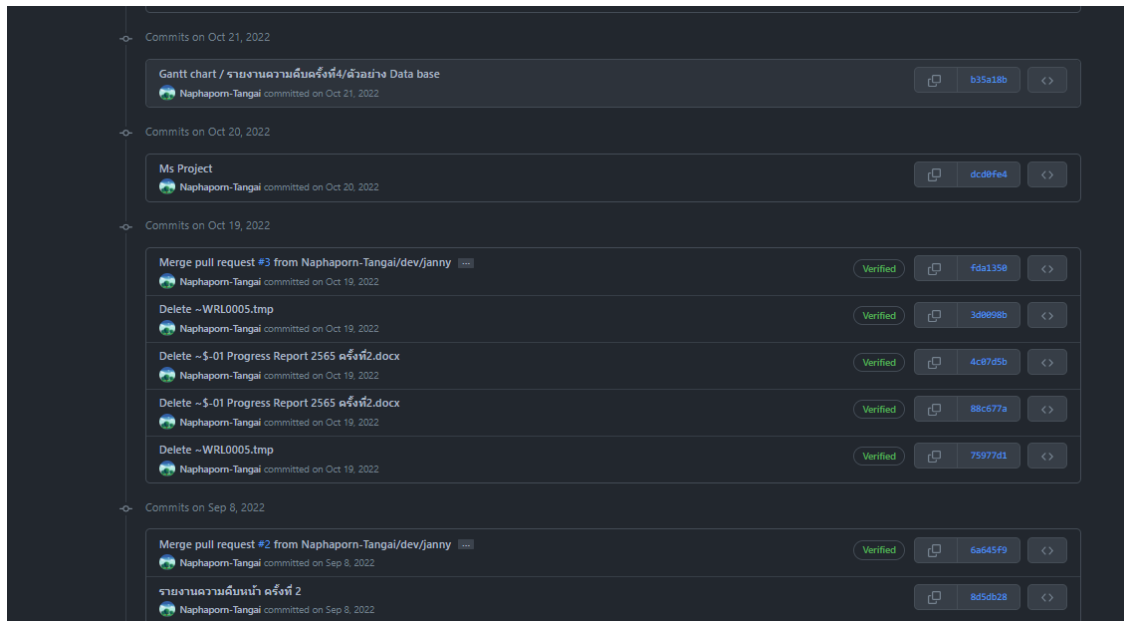 Commits on Oct 21, 2022
Gantt chart / รายงานความคืบครั้งที่4/ตัวอย่าง Data base
b35a18b
Naphaporn-Tangai committed on Oct 21, 2022
Commits on Oct 20, 2022
Ms Project
dcd0fe4
Naphaporn-Tangai committed on Oct 20, 2022
Commits on Oct 19, 2022
Merge pull request #3 from Naphaporn-Tangai/dev/janny ...
Verified fda1350
Naphaporn-Tangai committed on Oct 19, 2022
Delete ~WRL0005.tmp
Verified 3d0098b
Naphaporn-Tangai committed on Oct 19, 2022
Delete ~$-01 Progress Report 2565 ครั้งที่2.docx
Verified 4c07d5b
Naphaporn-Tangai committed on Oct 19, 2022
Delete ~$-01 Progress Report 2565 ครั้งที่2.docx
Verified 88c677a
Naphaporn-Tangai committed on Oct 19, 2022
Delete ~WRL0005.tmp
Verified 75977d1
Naphaporn-Tangai committed on Oct 19, 2022
Commits on Sep 8, 2022
Merge pull request #2 from Naphaporn-Tangai/dev/janny ...
Verified 6a645f9
Naphaporn-Tangai committed on Sep 8, 2022
รายงานความคืบหน้า ครั้งที่ 2
8d5db28
Naphaporn-Tangai committed on Sep 8, 2022